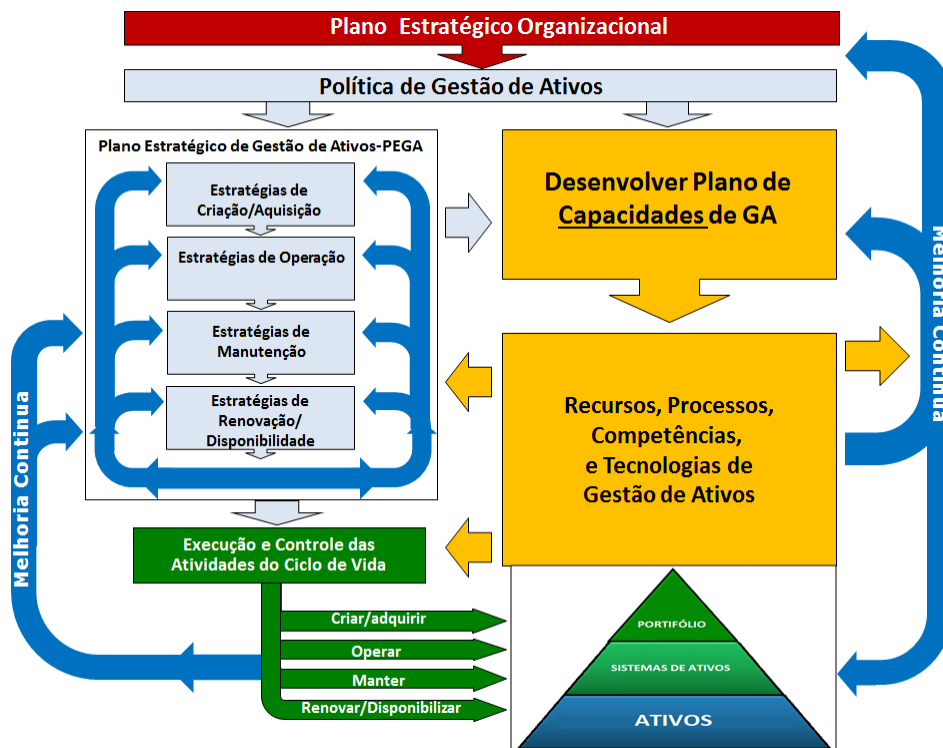 Plano Estratégico Organizacional
Política de Gestão de Ativos
Plano Estratégico de Gestão de Ativos-PEGA
Estratégias de
Criação/Aquisição
Estratégias de Operação
Estratégias de
Manutenção
Estratégias de
Renovação/
Disponibilidade
Desenvolver Plano de
Capacidades de GA
Recursos, Processos,
Competências,
e Tecnologias de
Gestão de Ativos
Melhoria Continua
Melhoria Continua
Execução e Controle das
Atividades do Ciclo de Vida
Criar/adquirir
Operar
Manter
Renovar/Disponibilizar
PORTIFÓLIO
SISTEMAS DE ATIVOS
ATIVOS